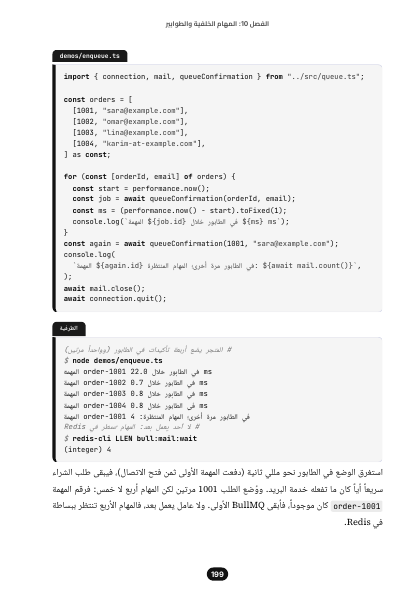 الفصل 10: المهام الخلفية والطوابير
demos/enqueue.ts
import { connection, mail, queueConfirmation } from "../src/queue.ts";
const orders = [
[1001, "sara@example.com"],
[1002, "omar@example.com"],
[1003, "lina@example.com"],
[1004, "karim-at-example.com"],
] as const;
for (const [orderId, email] of orders) {
const start = performance.now();
const job = await queueConfirmation(orderId, email);
const ms = (performance.now() - start).toFixed(1);
console.log(`المهمة ${job.id} في الطابور خلال ${ms} ms`);
}
const again = await queueConfirmation(1001, "sara@example.com");
console.log(
`المهمة ${again.id} في الطابور مرة أخرى؛ المهام المنتظرة: ${await mail.count()}`,
);
await mail.close();
await connection.quit();
الطرفية
# المتجر يضع أربعة تأكيدات في الطابور (وواحداً مرتين)
$ node demos/enqueue.ts
المهمة order-1001 في الطابور خلال 22.0 ms
المهمة order-1002 في الطابور خلال 0.7 ms
المهمة order-1003 في الطابور خلال 0.8 ms
المهمة order-1004 في الطابور خلال 0.8 ms
المهمة order-1001 في الطابور مرة أخرى؛ المهام المنتظرة: 4
# لا أحد يعمل بعد: المهام تنتظر في Redis
$ redis-cli LLEN bull:mail:wait
(integer) 4
استغرق الوضع في الطابور نحو مللي ثانية (دفعت المهمة الأولى ثمن فتح الاتصال)، فيبقى طلب الشراء
سريعاً أياً كان ما تفعله خدمة البريد. ووُضع الطلب 1001 مرتين لكن المهام أربع لا خمس: فرقم المهمة
order-1001 كان موجوداً، فأبقى BullMQ الأولى. ولا عامل يعمل بعد، فالمهام الأربع تنتظر ببساطة
في Redis.
199